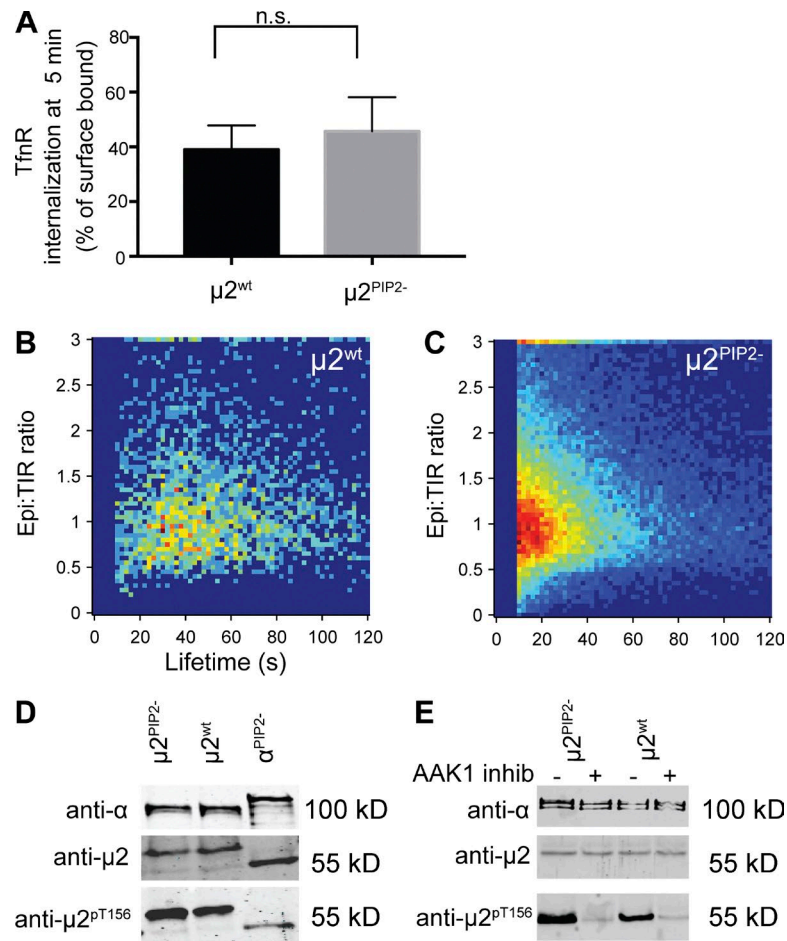 A
n.s.
TfnR
internalization at 5 min
(% of surface bound)
80
60
40
20
0
µ2wt
µ2PIP2-
B
µ2wt
Epi:TIR ratio
3
2.5
2
1.5
1
0.5
0
0 20 40 60 80 100 120
Lifetime (s)
C
µ2PIP2-
Epi:TIR ratio
3
2.5
2
1.5
1
0.5
0
0 20 40 60 80 100 120
D
µ2PIP2- µ2wt αPIP2-
anti-α 100 kD
anti-µ2 55 kD
anti-µ2pT156 55 kD
E
µ2PIP2- µ2wt
AAK1 inhib - + - +
anti-α 100 kD
anti-µ2 55 kD
anti-µ2pT156 55 kD